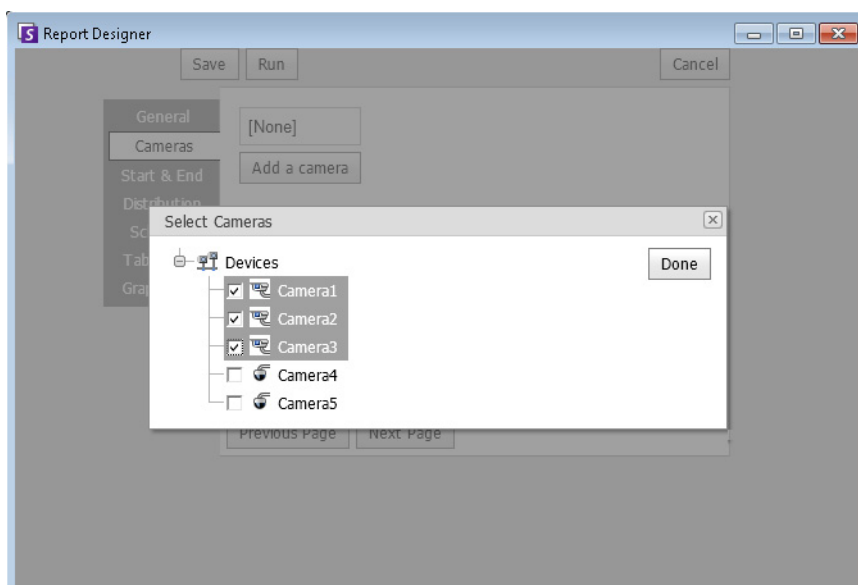 Report Designer
Save Run Cancel
General
Cameras
Start & End
Distribution
[None]
Add a camera
Select Cameras
Devices
Done
Camera1
Camera2
Camera3
Camera4
Camera5
Previous Page Next Page